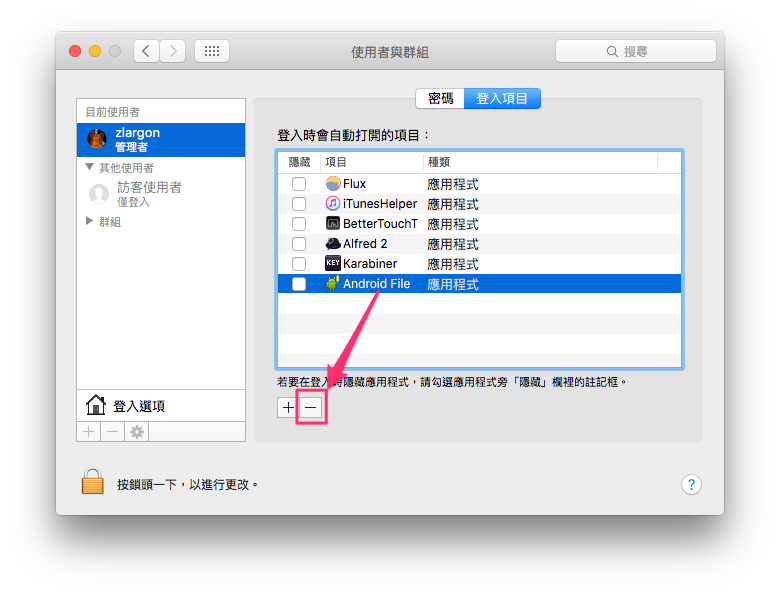 使用者與群組
搜尋
目前使用者
zlargon
管理者
其他使用者
訪客使用者
僅登入
群組
登入選項
密碼
登入項目
登入時會自動打開的項目：
隱藏 項目 種類
Flux 應用程式
iTunesHelper 應用程式
BetterTouchT 應用程式
Alfred 2 應用程式
KEY Karabiner 應用程式
Android File 應用程式
若要在登入時隱藏應用程式，請勾選應用程式旁「隱藏」欄裡的註記框。
按鎖頭一下，以進行更改。
?